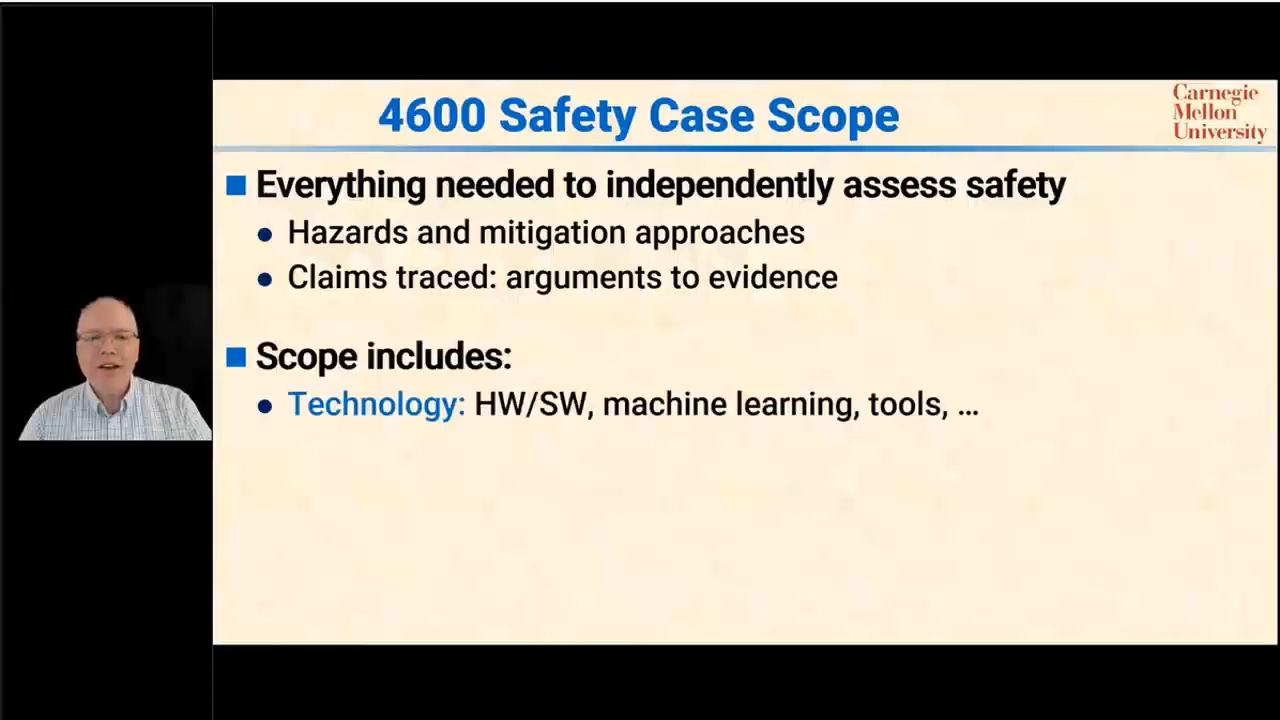 4600 Safety Case Scope
Carnegie
Mellon
University
Everything needed to independently assess safety
Hazards and mitigation approaches
Claims traced: arguments to evidence
Scope includes:
Technology: HW/SW, machine learning, tools, ...